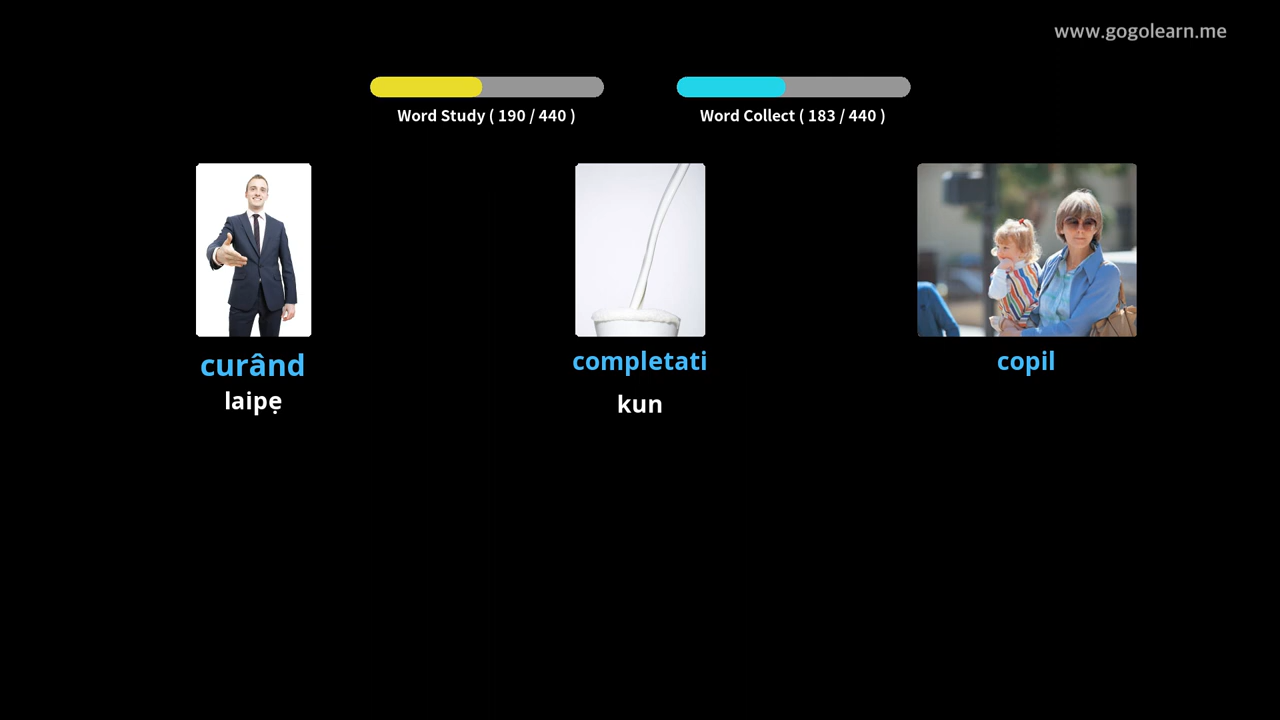 www.gogolearn.me
Word Study ( 190 / 440 )
Word Collect ( 183 / 440 )
curând
laipẹ
completati
kun
copil